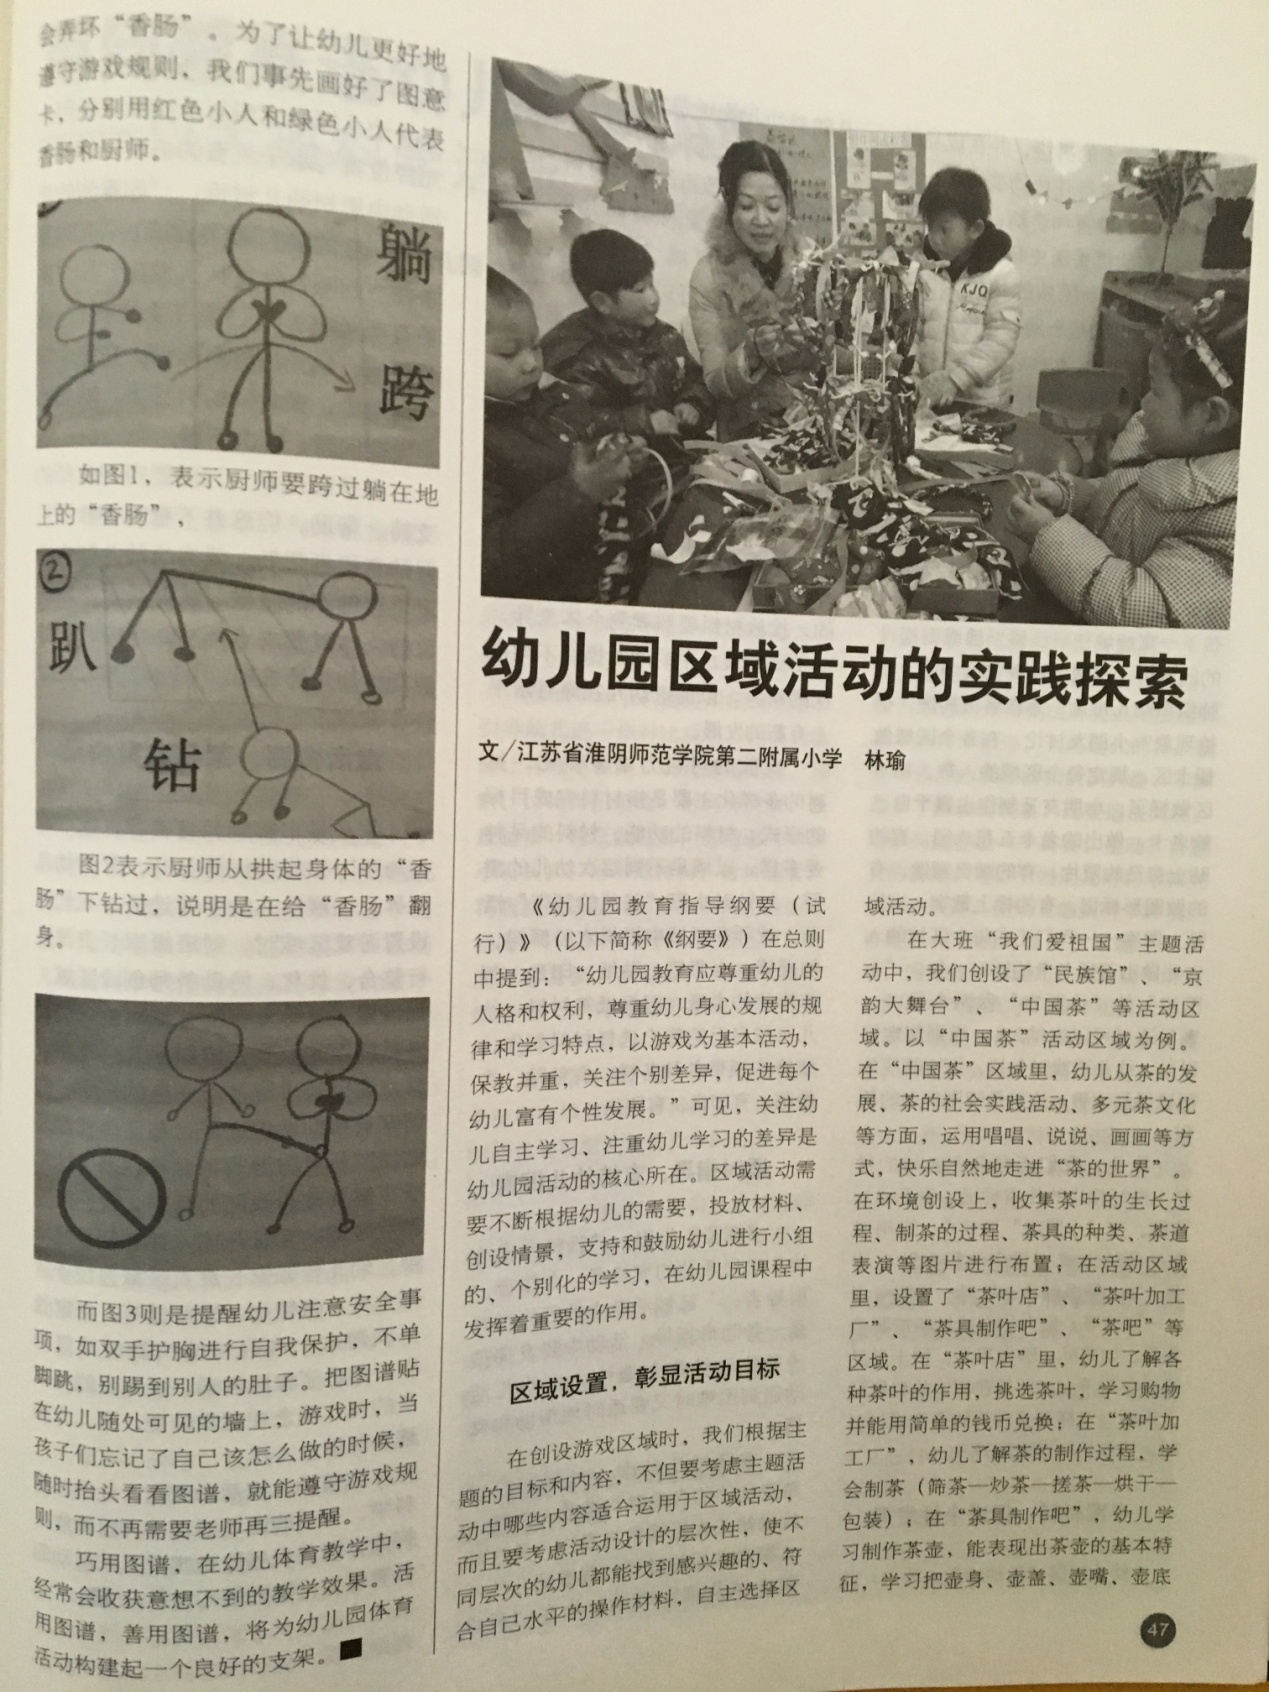 会弄坏“香肠”。为了让幼儿更好地
遵守游戏规则，我们事先画好了图意
卡，分别用红色小人和绿色小人代表
香肠和厨师。
躺
跨
如图1，表示厨师要跨过躺在地
上的“香肠”，
②
趴
钻
图2表示厨师从拱起身体的“香
肠”下钻过，说明是在给“香肠”翻
身。
而图3则是提醒幼儿注意安全事
项，如双手护胸进行自我保护，不单
脚跳，别踢到别人的肚子。把图谱贴
在幼儿随处可见的墙上，游戏时，当
孩子们忘记了自己该怎么做的时候，
随时抬头看看图谱，就能遵守游戏规
则，而不再需要老师再三提醒。
巧用图谱，在幼儿体育教学中，
经常会收获意想不到的教学效果。活
用图谱，善用图谱，将为幼儿园体育
活动构建起一个良好的支架。
KJQ
幼儿园区域活动的实践探索
文／江苏省淮阴师范学院第二附属小学 林瑜
《幼儿园教育指导纲要（试
行）》（以下简称《纲要》）在总则
中提到：“幼儿园教育应尊重幼儿的
人格和权利，尊重幼儿身心发展的规
律和学习特点，以游戏为基本活动，
保教并重，关注个别差异，促进每个
幼儿富有个性发展。”可见，关注幼
儿自主学习、注重幼儿学习的差异是
幼儿园活动的核心所在。区域活动需
要不断根据幼儿的需要，投放材料、
创设情景，支持和鼓励幼儿进行小组
的、个别化的学习，在幼儿园课程中
发挥着重要的作用。
区域设置，彰显活动目标
在创设游戏区域时，我们根据主
题的目标和内容，不但要考虑主题活
动中哪些内容适合运用于区域活动，
而且要考虑活动设计的层次性，使不
同层次的幼儿都能找到感兴趣的、符
合自己水平的操作材料，自主选择区
域活动。
在大班“我们爱祖国”主题活
动中，我们创设了“民族馆”、“京
韵大舞台”、“中国茶”等活动区
域。以“中国茶”活动区域为例。
在“中国茶”区域里，幼儿从茶的发
展、茶的社会实践活动、多元茶文化
等方面，运用唱唱、说说、画画等方
式，快乐自然地走进“茶的世界”。
在环境创设上，收集茶叶的生长过
程、制茶的过程、茶具的种类、茶道
表演等图片进行布置；在活动区域
里，设置了“茶叶店”、“茶叶加工
厂”、“茶具制作吧”、“茶吧”等
区域。在“茶叶店”里，幼儿了解各
种茶叶的作用，挑选茶叶，学习购物
并能用简单的钱币兑换；在“茶叶加
工厂”，幼儿了解茶的制作过程，学
会制茶（筛茶—炒茶—搓茶—烘干—
包装）；在“茶具制作吧”，幼儿学
习制作茶壶，能表现出茶壶的基本特
征，学习把壶身、壶盖、壶嘴、壶底
47